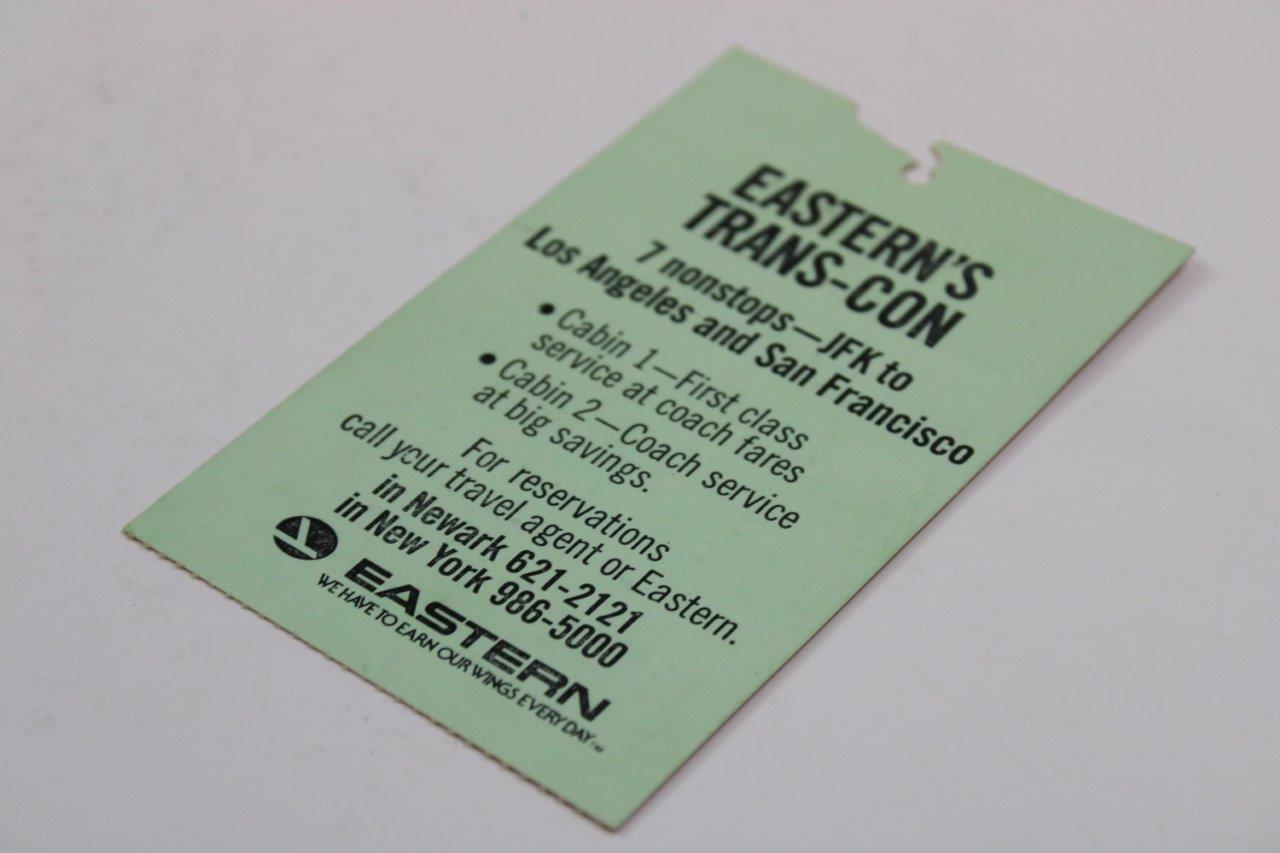 EASTERN'S
TRANS-CON
7 nonstops—JFK to
Los Angeles and San Francisco
• Cabin 1—First class
service at coach fares
• Cabin 2—Coach service
at big savings.
For reservations
call your travel agent or Eastern.
in Newark 621-2121
in New York 986-5000
EASTERN
WE HAVE TO EARN OUR WINGS EVERY DAY.™